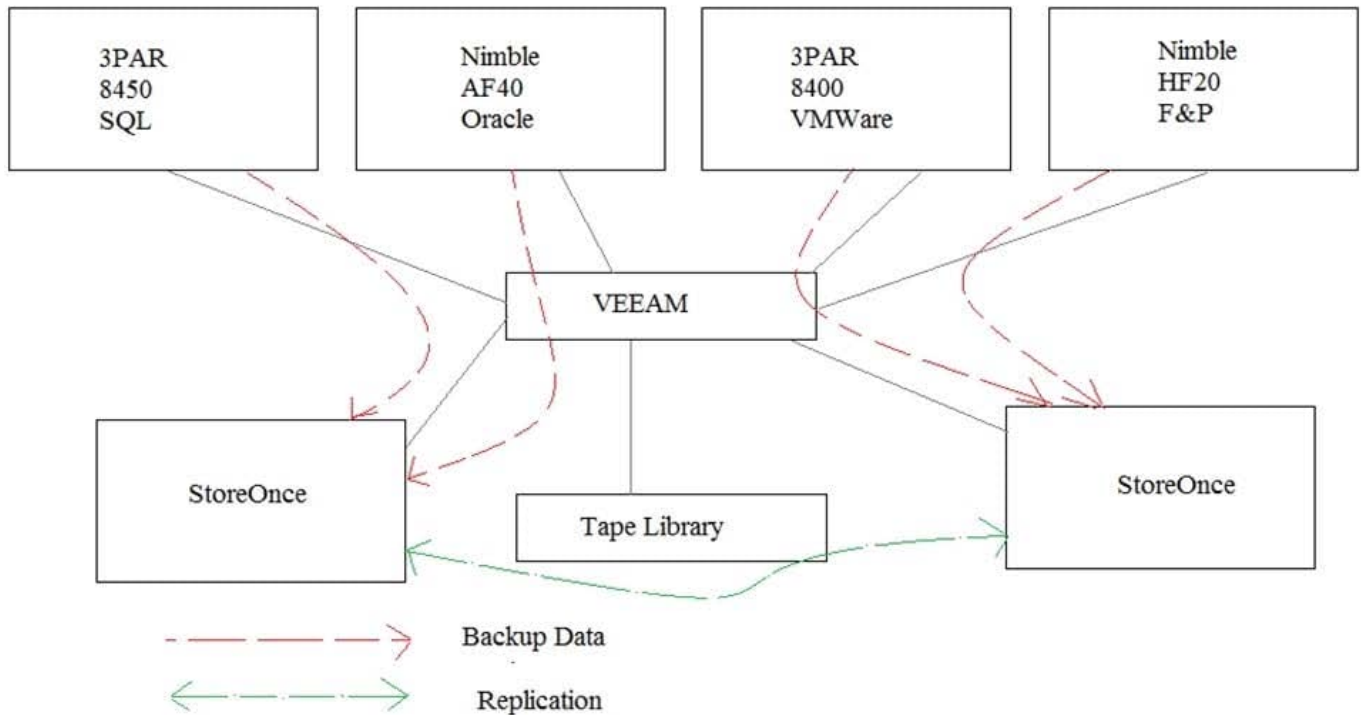 3PAR
8450
SQL
Nimble
AF40
Oracle
3PAR
8400
VMWare
Nimble
HF20
F&P
VEEAM
StoreOnce
Tape Library
StoreOnce
Backup Data
Replication